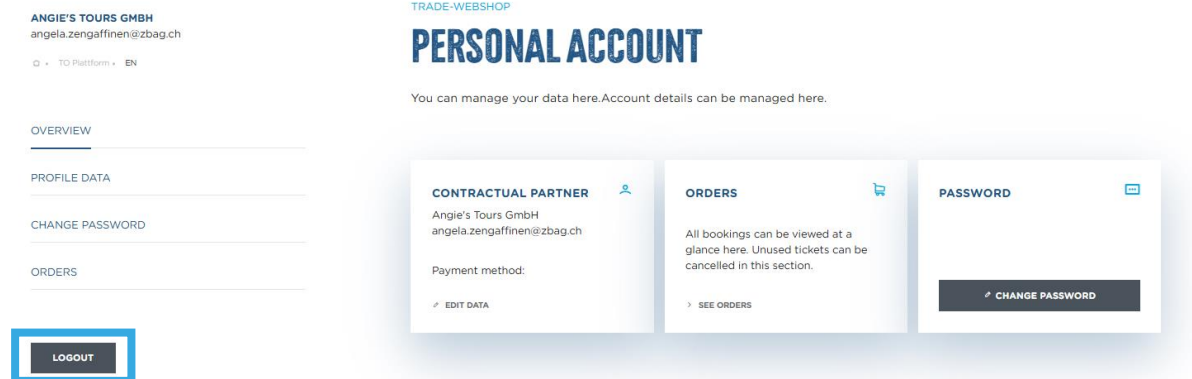 ANGIE'S TOURS GMBH
angela.zengaffinen@zbag.ch
TO Plattform
EN
OVERVIEW
PROFILE DATA
CHANGE PASSWORD
ORDERS
LOGOUT
TRADE-WEBSHOP
PERSONAL ACCOUNT
You can manage your data here.Account details can be managed here.
CONTRACTUAL PARTNER
Angie's Tours GmbH
angela.zengaffinen@zbag.ch
Payment method:
EDIT DATA
ORDERS
All bookings can be viewed at a
glance here. Unused tickets can be
cancelled in this section.
SEE ORDERS
PASSWORD
CHANGE PASSWORD